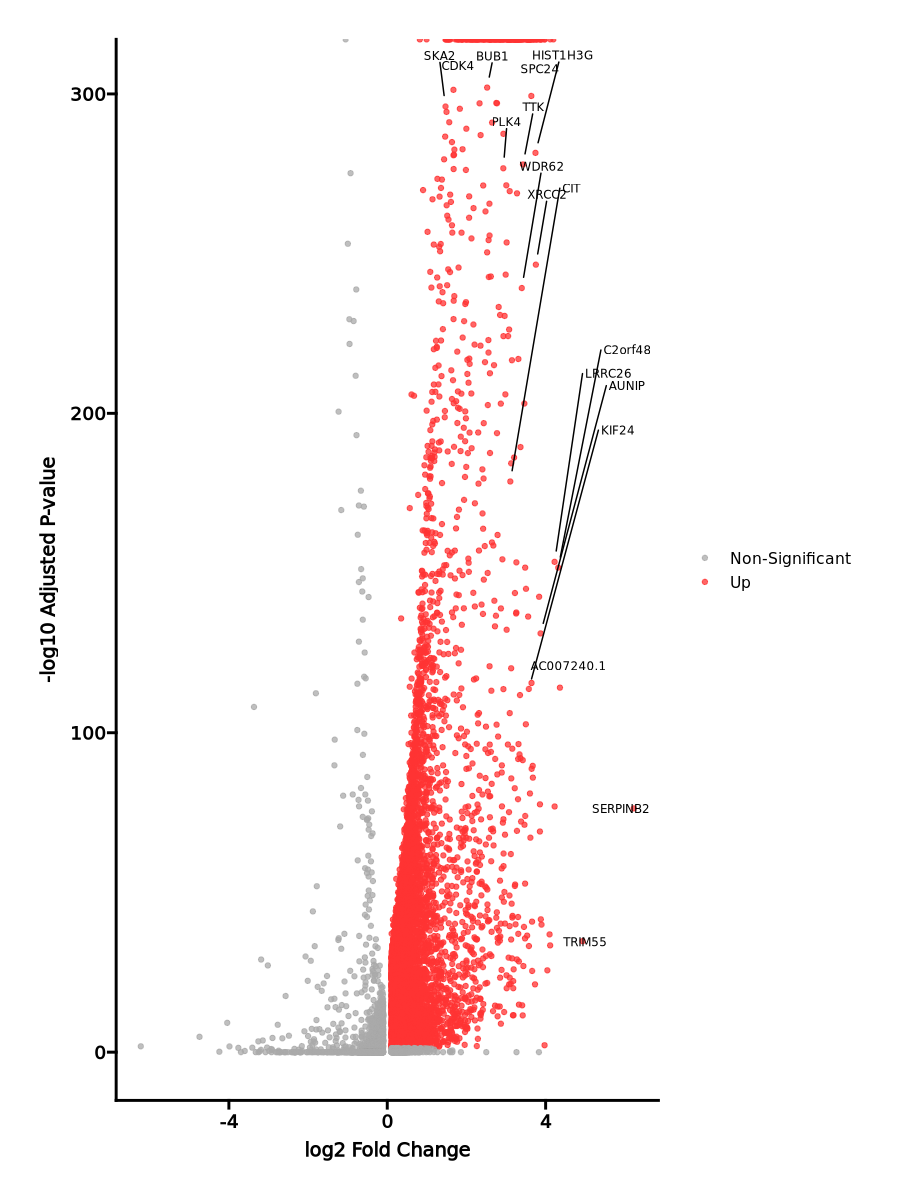 SKA2
BUB1
HIST1H3G
CDK4
SPC24
300
TTK
PLK4
WDR62
CIT
XRCC2
C2orf48
LRRC26
AUNIP
200
KIF24
-log10 Adjusted P-value
Non-Significant
Up
AC007240.1
100
SERPINB2
TRIM55
0
-4
0
4
log2 Fold Change